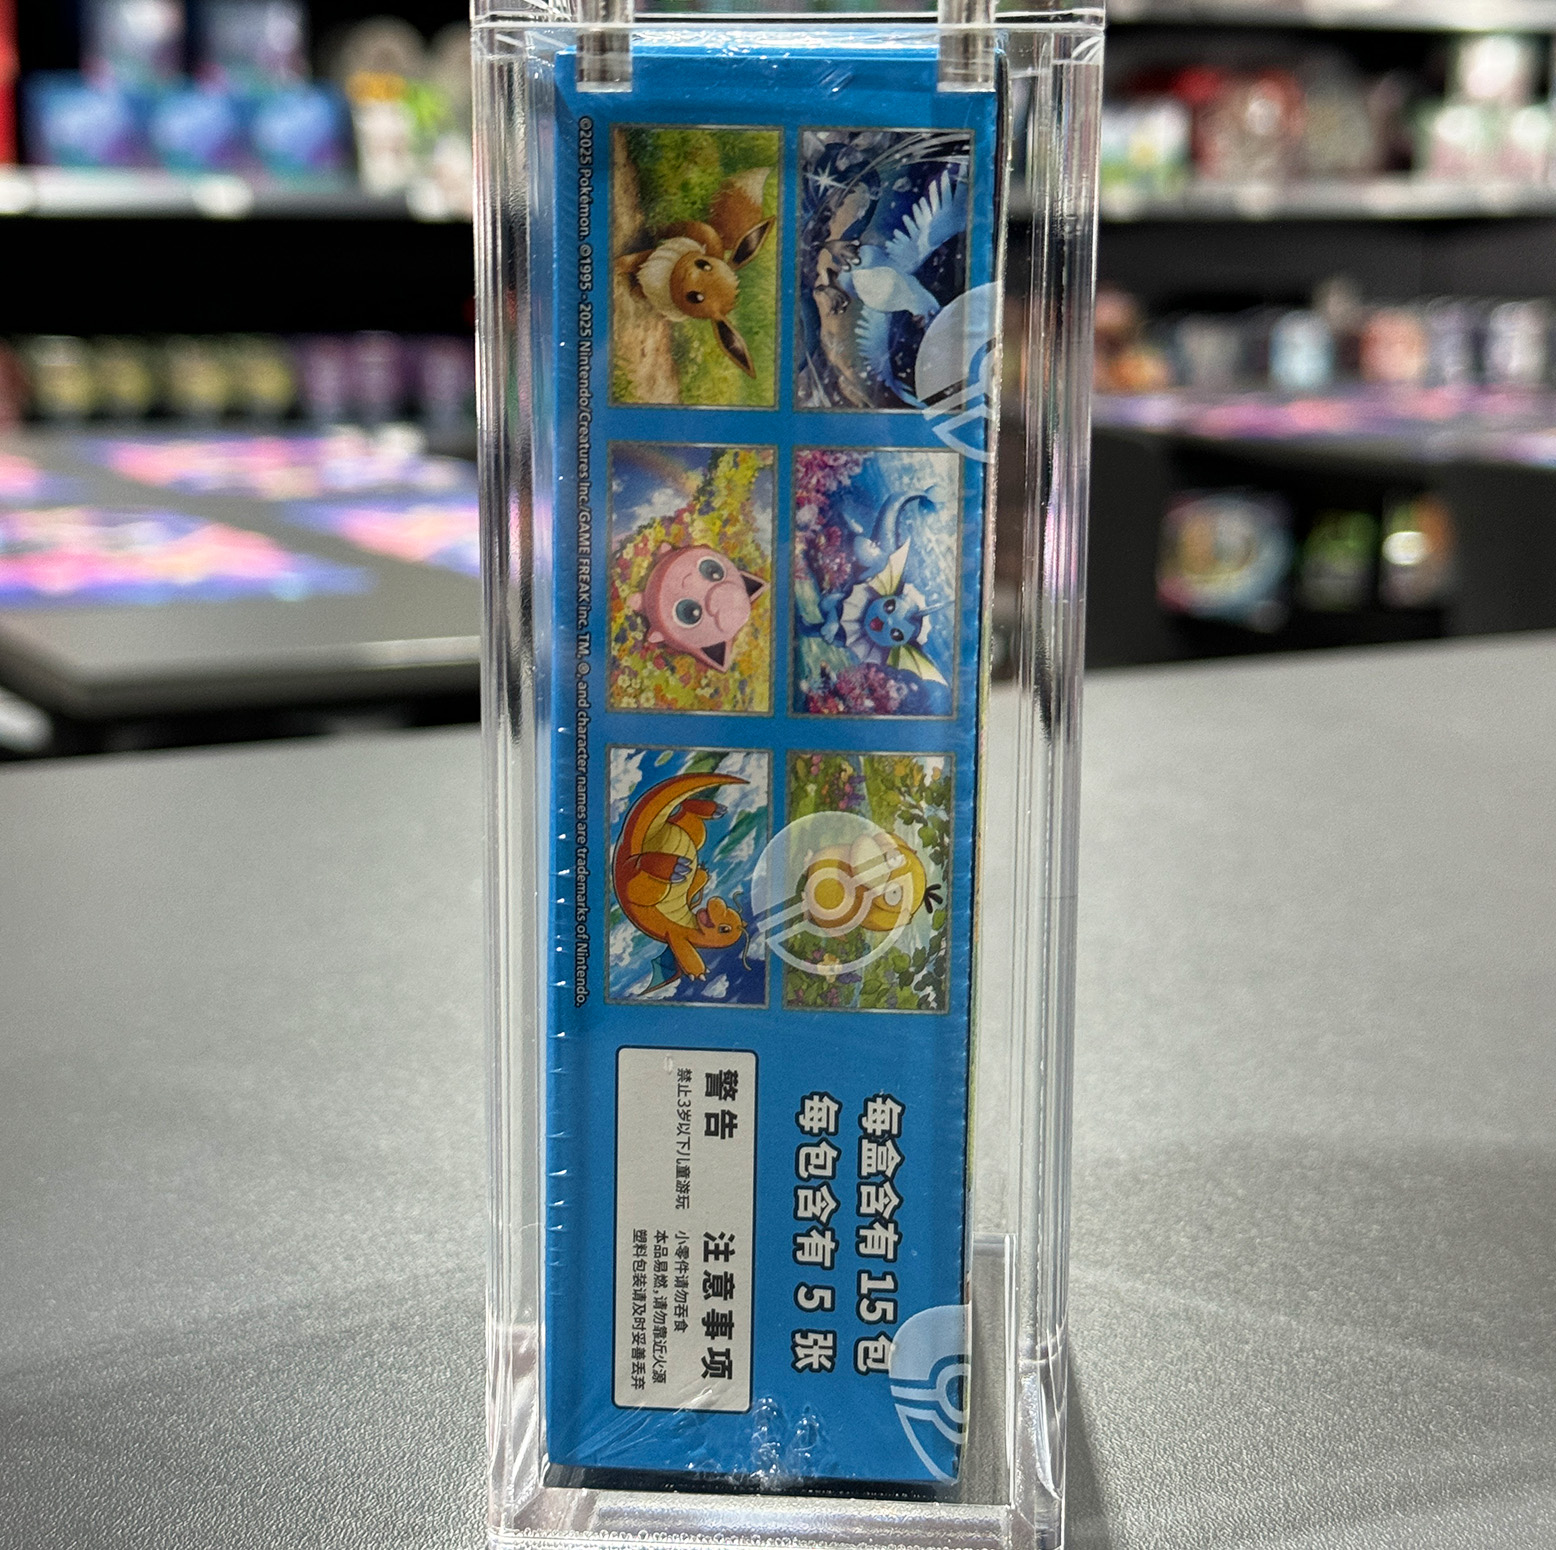 ©2025 Pokémon. ©1995 - 2025 Nintendo/Creatures Inc./GAME FREAK inc. TM, ®, and character names are trademarks of Nintendo.
每盒含有 15 包
每包含有 5 张
警告
禁止3岁以下儿童游玩
注意事项
小零件请勿吞食
本品易燃,请勿靠近火源
塑料包装请及时妥善丢弃